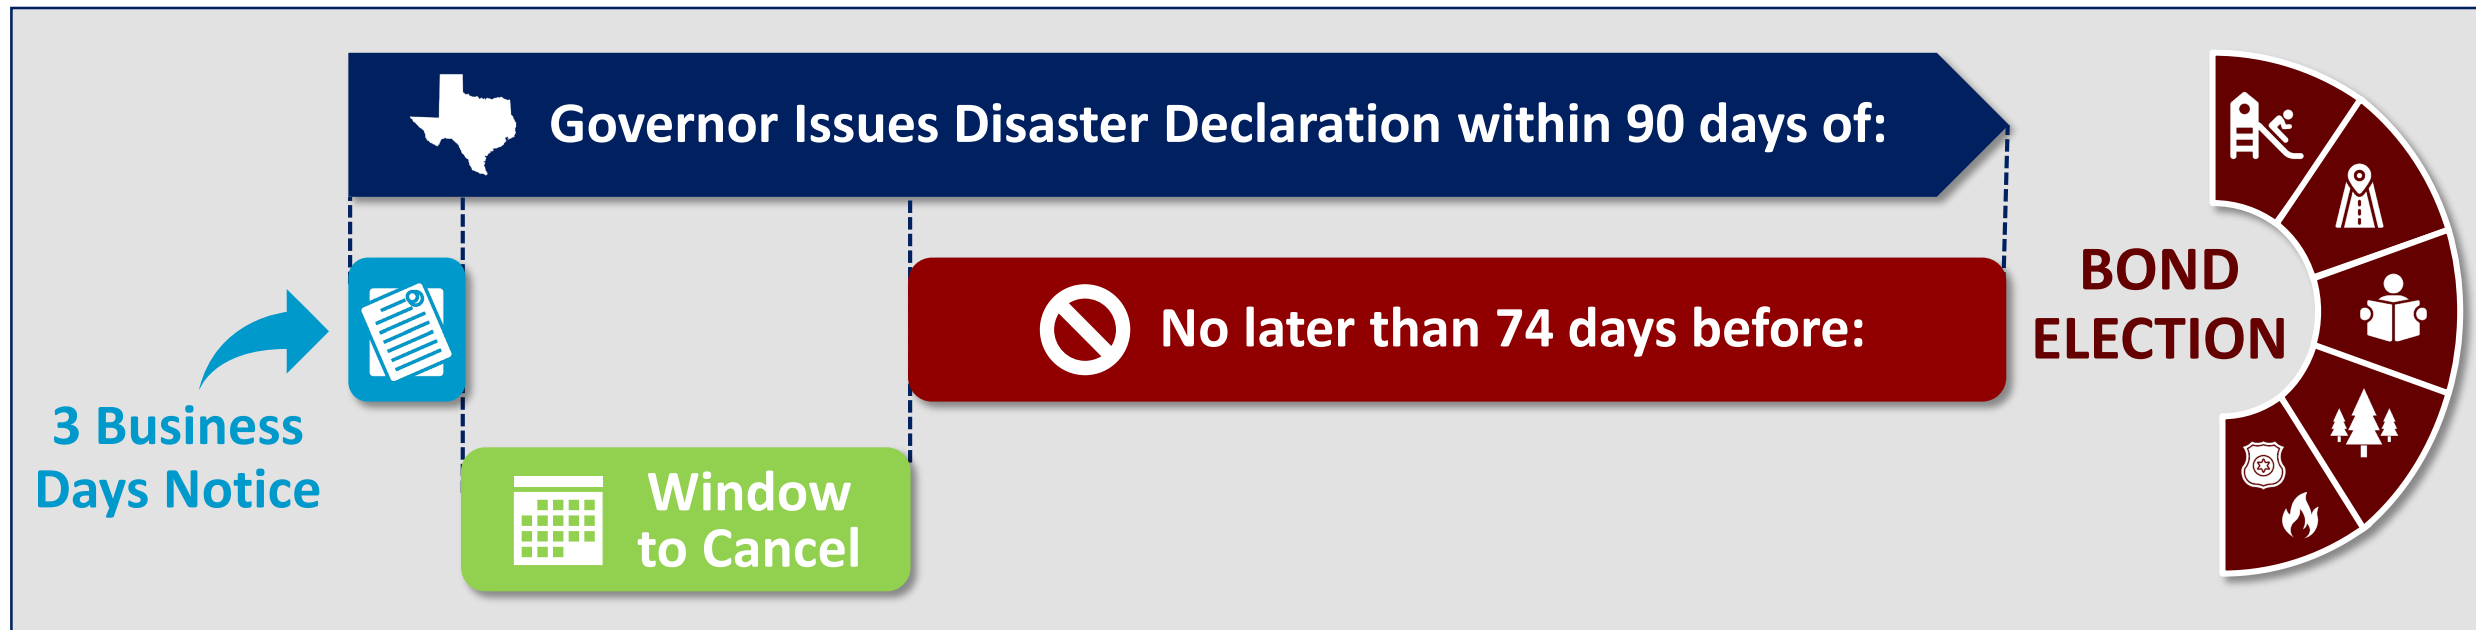 Governor Issues Disaster Declaration within 90 days of:
No later than 74 days before:
BOND
ELECTION
3 Business
Days Notice
Window
to Cancel